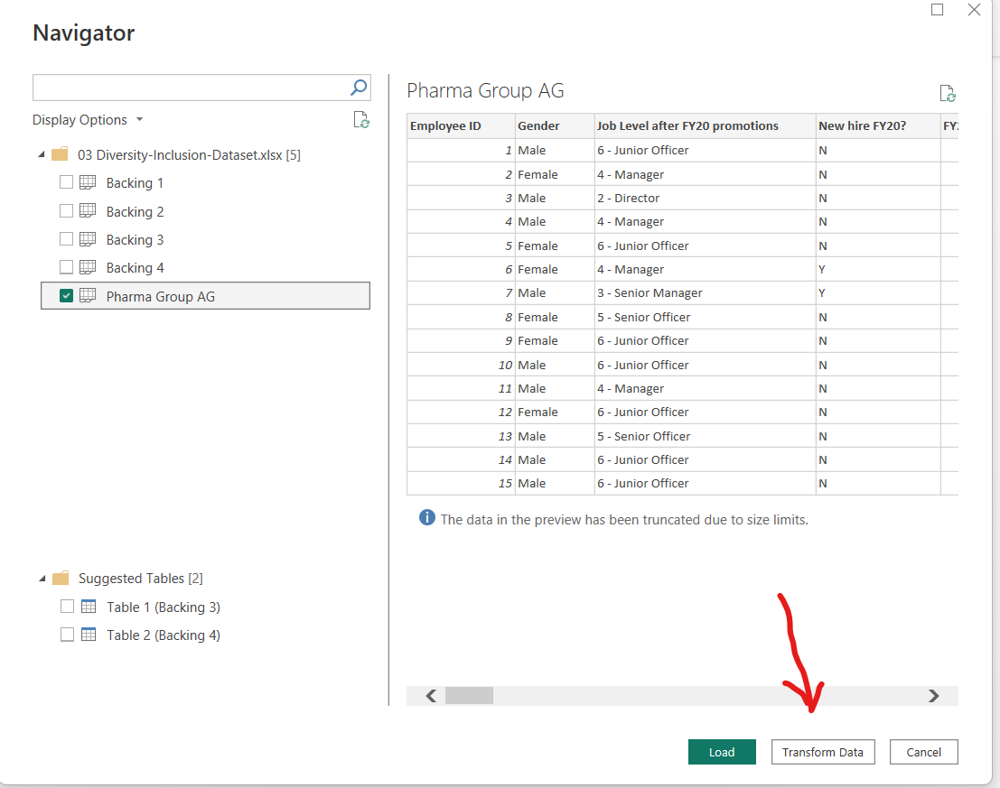 Navigator
Display Options
03 Diversity-Inclusion-Dataset.xlsx [5]
Backing 1
Backing 2
Backing 3
Backing 4
Pharma Group AG
Suggested Tables [2]
Table 1 (Backing 3)
Table 2 (Backing 4)
Pharma Group AG
Employee ID Gender Job Level after FY20 promotions New hire FY20?
1 Male 6 - Junior Officer N
2 Female 4 - Manager N
3 Male 2 - Director N
4 Male 4 - Manager N
5 Female 6 - Junior Officer N
6 Female 4 - Manager Y
7 Male 3 - Senior Manager Y
8 Female 5 - Senior Officer N
9 Female 6 - Junior Officer N
10 Male 6 - Junior Officer N
11 Male 4 - Manager N
12 Female 6 - Junior Officer N
13 Male 5 - Senior Officer N
14 Male 6 - Junior Officer N
15 Male 6 - Junior Officer N
The data in the preview has been truncated due to size limits.
Load Transform Data Cancel